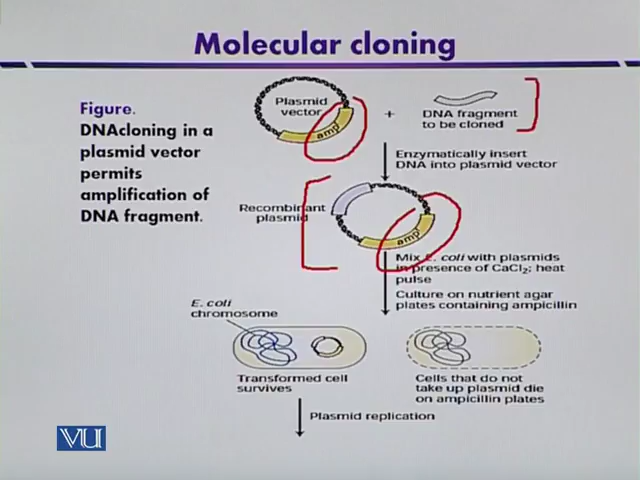 Molecular cloning
Figure.
DNAcloning in a
plasmid vector
permits
amplification of
DNA fragment.
Plasmid
vector
amp
+
DNA fragment
to be cloned
Enzymatically insert
DNA into plasmid vector
Recombinant
plasmid
amp
Mix E. coli with plasmids
in presence of CaCl2; heat
pulse
Culture on nutrient agar
plates containing ampicillin
E. coli
chromosome
Transformed cell
survives
Cells that do not
take up plasmid die
on ampicillin plates
Plasmid replication
VU